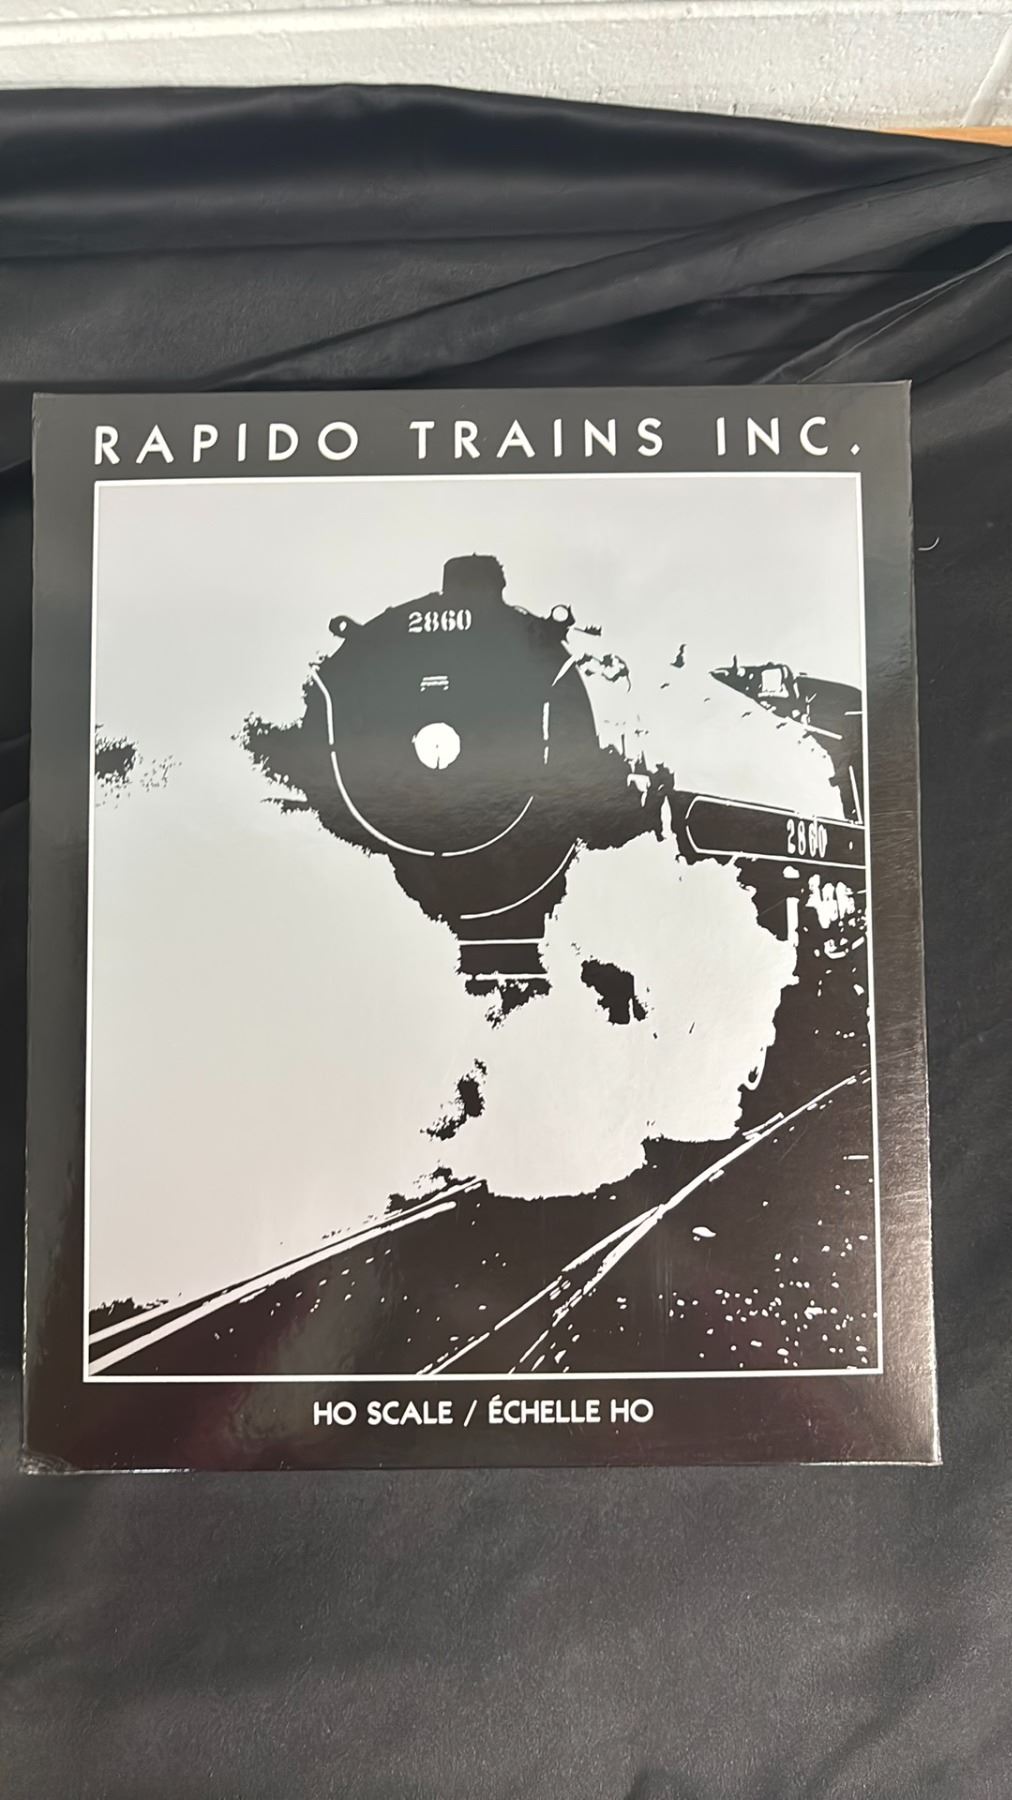 RAPIDO TRAINS INC.
2860
2860
HO SCALE / ÉCHELLE HO